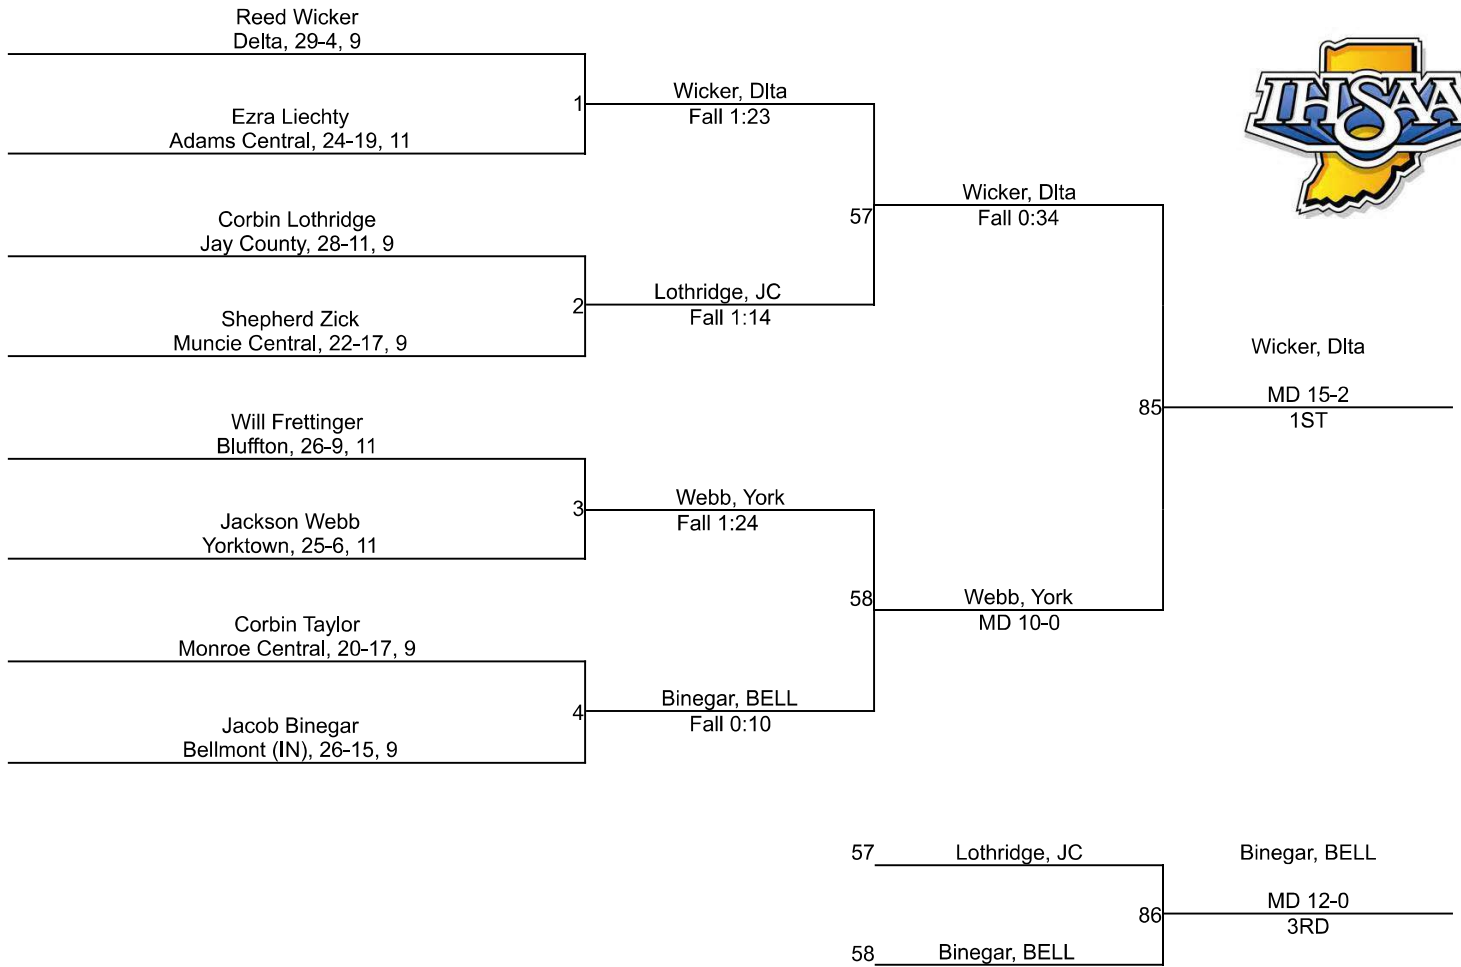 Reed Wicker
Delta, 29-4, 9
1
Wicker, Dlta
Fall 1:23
Ezra Liechty
Adams Central, 24-19, 11
IHSAA
57
Wicker, Dlta
Fall 0:34
Corbin Lothridge
Jay County, 28-11, 9
2
Lothridge, JC
Fall 1:14
Shepherd Zick
Muncie Central, 22-17, 9
85
Wicker, Dlta
MD 15-2
1ST
Will Frettinger
Bluffton, 26-9, 11
3
Webb, York
Fall 1:24
Jackson Webb
Yorktown, 25-6, 11
58
Webb, York
MD 10-0
Corbin Taylor
Monroe Central, 20-17, 9
4
Binegar, BELL
Fall 0:10
Jacob Binegar
Bellmont (IN), 26-15, 9
57
Lothridge, JC
86
Binegar, BELL
MD 12-0
3RD
58
Binegar, BELL